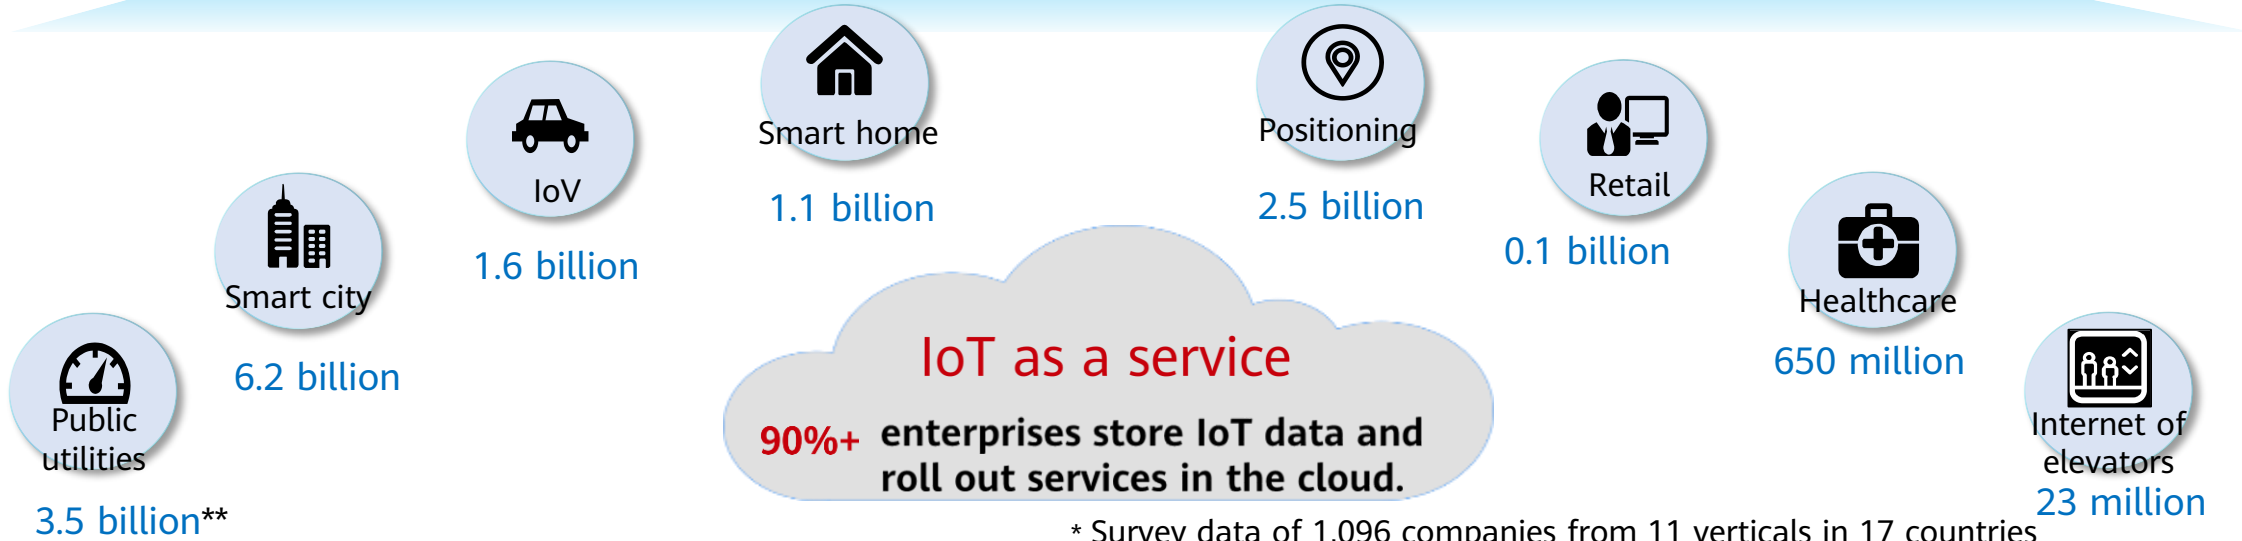 Smart home
1.1 billion
Positioning
2.5 billion
IoV
1.6 billion
Retail
0.1 billion
Smart city
6.2 billion
Healthcare
650 million
Public
utilities
3.5 billion**
Internet of
elevators
23 million
IoT as a service
90%+ enterprises store IoT data and
roll out services in the cloud.
* Survey data of 1,096 companies from 11 verticals in 17 countries